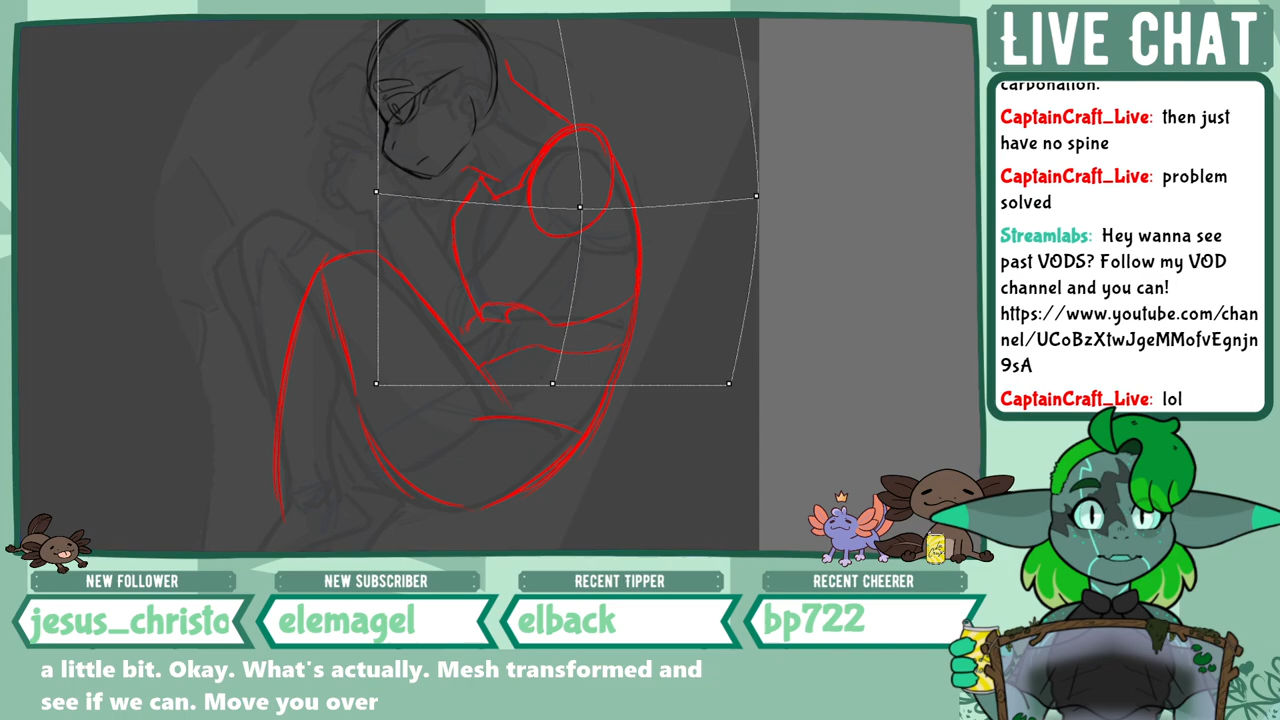 LIVE CHAT
carbonation.
CaptainCraft_Live: then just
have no spine
CaptainCraft_Live: problem
solved
Streamlabs: Hey wanna see
past VODS? Follow my VOD
channel and you can!
https://www.youtube.com/chan
nel/UCoBzXtwJgeMMofvEgnjn
9sA
CaptainCraft_Live: lol
NEW FOLLOWER
NEW SUBSCRIBER
RECENT TIPPER
RECENT CHEERER
jesus_christo
elemagel
elback
bp722
a little bit. Okay. What's actually. Mesh transformed and
see if we can. Move you over